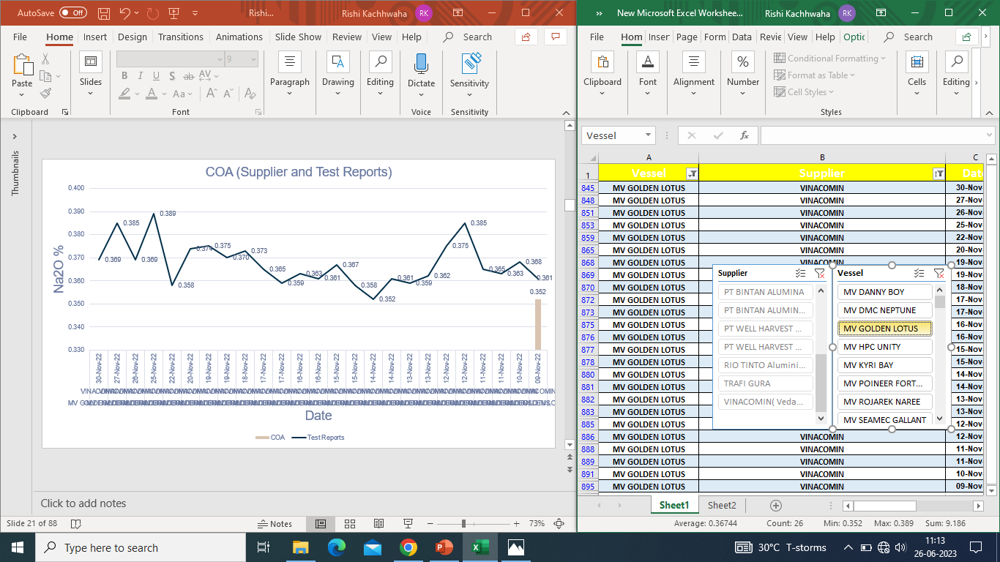 AutoSave Off Rishi... Rishi Kachhwaha RK
File Home Insert Design Transitions Animations Slide Show Review View Help Search
Paste Slides 9 Paragraph Drawing Editing Dictate Sensitivity
B I U S ab AV
A Aa A A A
Clipboard Font Voice Sensitivity
Thumbnails
COA (Supplier and Test Reports)
0.400
0.390
0.380
0.370
0.360
0.350
0.340
0.330
Na2O %
0.369 0.385 0.369 0.389 0.358 0.374 0.375 0.370 0.373 0.365 0.359 0.363 0.361 0.367 0.358 0.352 0.361 0.359 0.362 0.375 0.385 0.365 0.363 0.368 0.361
0.352
30-Nov-22 27-Nov-22 26-Nov-22 25-Nov-22 22-Nov-22 20-Nov-22 19-Nov-22 19-Nov-22 18-Nov-22 17-Nov-22 17-Nov-22 16-Nov-22 16-Nov-22 15-Nov-22 15-Nov-22 14-Nov-22 14-Nov-22 13-Nov-22 13-Nov-22 12-Nov-22 12-Nov-22 11-Nov-22 11-Nov-22 10-Nov-22 09-Nov-22
Date
COA Test Reports
Click to add notes
Slide 21 of 88 Notes 73%
» New Microsoft Excel Workshee... Rishi Kachhwaha RK
File Hom Inser Page Form Data Revie View Help Optic Search
Clipboard Font Alignment Number Conditional Formatting Format as Table Cell Styles Cells Editing
Styles
Vessel fx
A B C
1 Vessel Supplier Dat
845 MV GOLDEN LOTUS VINACOMIN 30-Nov
848 MV GOLDEN LOTUS VINACOMIN 27-Nov
851 MV GOLDEN LOTUS VINACOMIN 26-Nov
853 MV GOLDEN LOTUS VINACOMIN 25-Nov
859 MV GOLDEN LOTUS VINACOMIN 22-Nov
865 MV GOLDEN LOTUS VINACOMIN 20-Nov
868 MV GOLDEN LOTUS VINACOMIN 19-Nov
869 MV GOLDEN LOTUS 19-Nov
870 MV GOLDEN LOTUS 18-Nov
872 MV GOLDEN LOTUS 17-Nov
873 MV GOLDEN LOTUS 17-Nov
875 MV GOLDEN LOTUS 16-Nov
876 MV GOLDEN LOTUS 16-Nov
877 MV GOLDEN LOTUS 15-Nov
878 MV GOLDEN LOTUS 15-Nov
880 MV GOLDEN LOTUS 14-Nov
881 MV GOLDEN LOTUS 14-Nov
882 MV GOLDEN LOTUS 13-Nov
883 MV GOLDEN LOTUS 13-Nov
885 MV GOLDEN LOTUS 12-Nov
886 MV GOLDEN LOTUS VINACOMIN 12-Nov
888 MV GOLDEN LOTUS VINACOMIN 11-Nov
889 MV GOLDEN LOTUS VINACOMIN 11-Nov
891 MV GOLDEN LOTUS VINACOMIN 10-Nov
895 MV GOLDEN LOTUS VINACOMIN 09-Nov
Supplier
PT BINTAN ALUMINA
PT BINTAN ALUMIN...
PT WELL HARVEST ...
PT WELL HARVEST ...
RIO TINTO Alumini...
TRAFI GURA
VINACOMIN( Veda...
Vessel
MV DANNY BOY
MV DMC NEPTUNE
MV GOLDEN LOTUS
MV HPC UNITY
MV KYRI BAY
MV POINEER FORT...
MV ROJAREK NAREE
MV SEAMEC GALLANT
Sheet1 Sheet2
Average: 0.36744 Count: 26 Min: 0.352 Max: 0.389 Sum: 9.186
Type here to search
30°C T-storms
11:13
26-06-2023